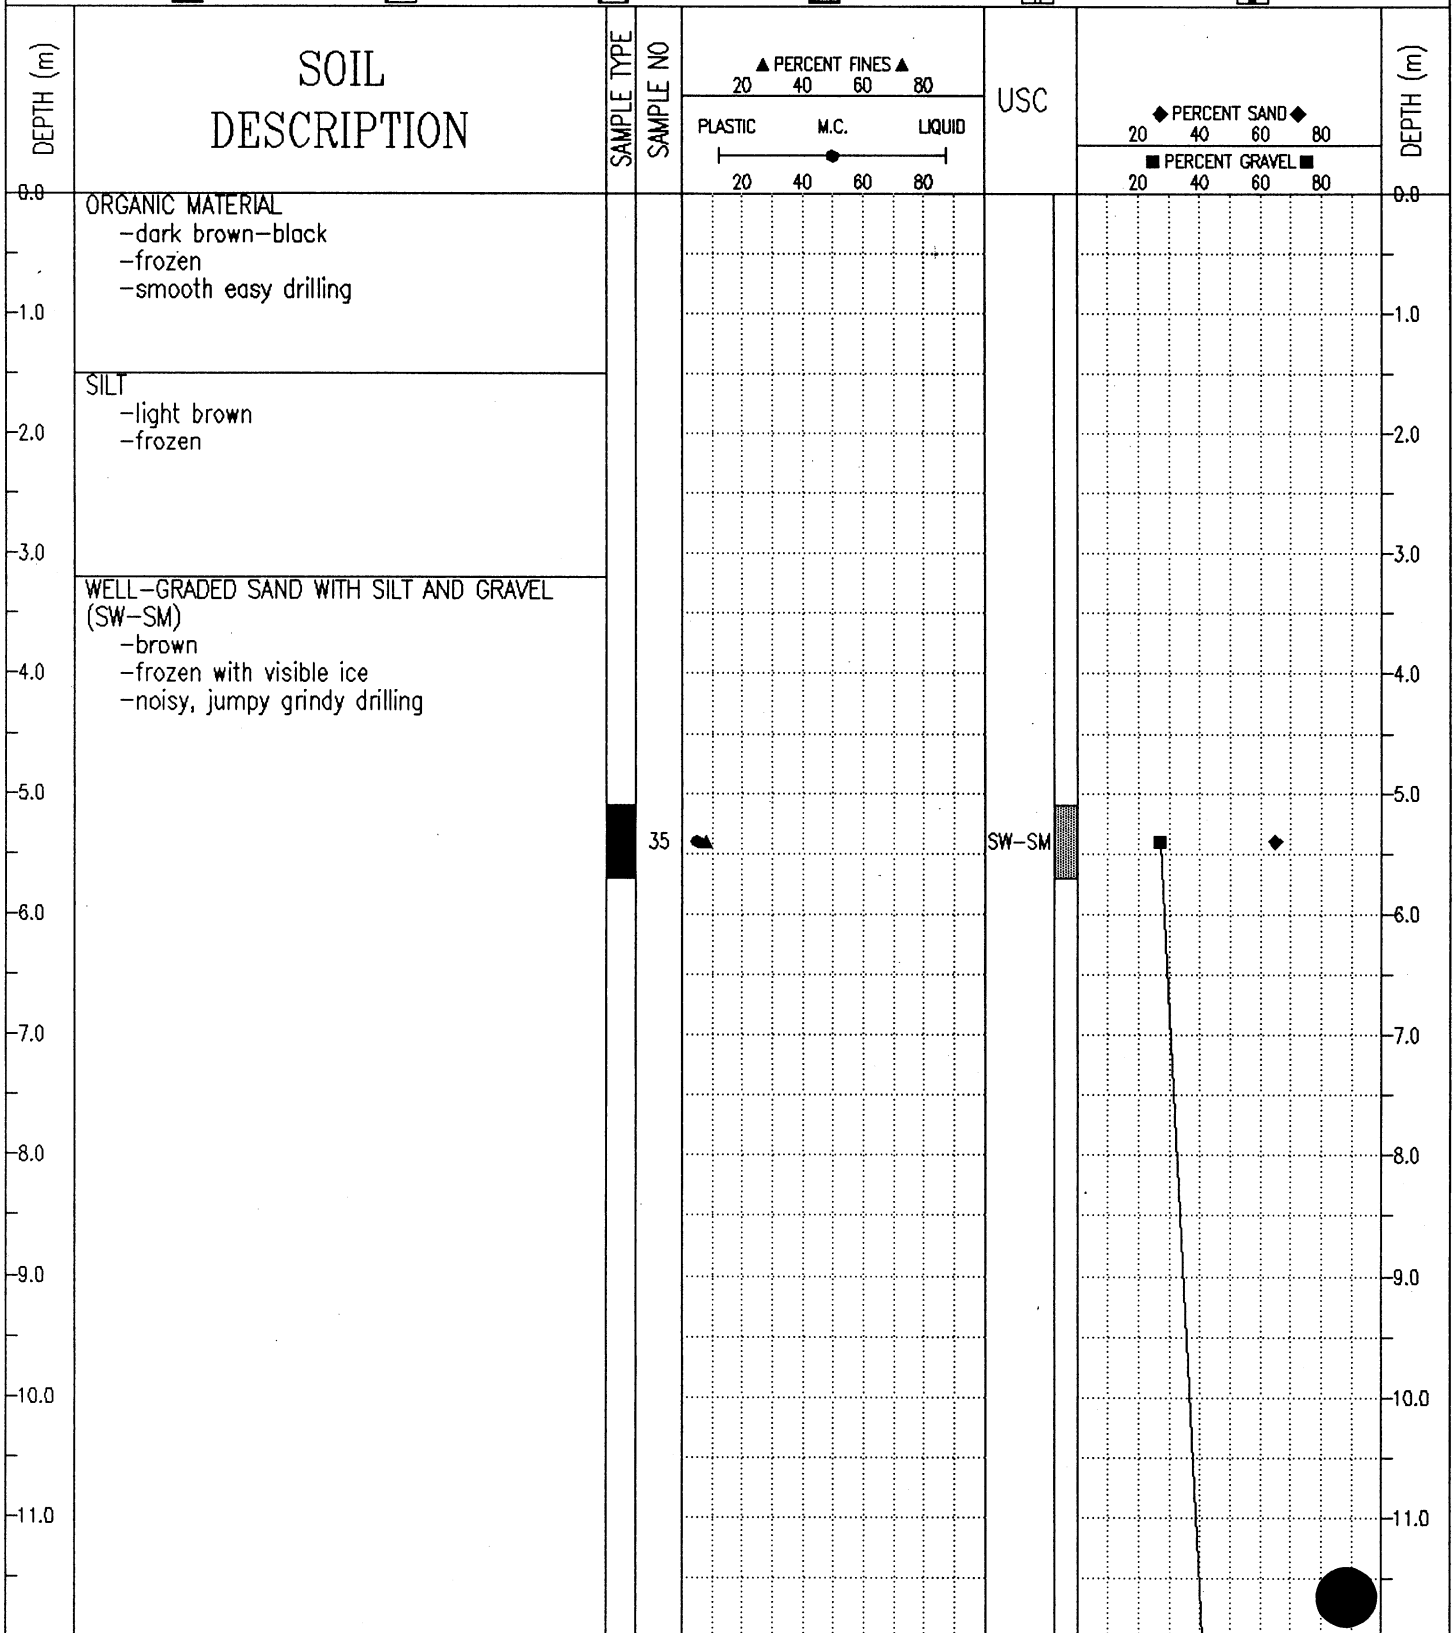 DEPTH (m)
SOIL
DESCRIPTION
SAMPLE TYPE
SAMPLE NO
▲ PERCENT FINES ▲
20 40 60 80
PLASTIC M.C. LIQUID
20 40 60 80
USC
◆ PERCENT SAND ◆
20 40 60 80
■ PERCENT GRAVEL ■
20 40 60 80
DEPTH (m)
0.0
ORGANIC MATERIAL
-dark brown-black
-frozen
-smooth easy drilling
1.0
SILT
-light brown
-frozen
2.0
3.0
WELL-GRADED SAND WITH SILT AND GRAVEL
(SW-SM)
-brown
-frozen with visible ice
-noisy, jumpy grindy drilling
4.0
5.0
35
SW-SM
6.0
7.0
8.0
9.0
10.0
11.0
0.0
1.0
2.0
3.0
4.0
5.0
6.0
7.0
8.0
9.0
10.0
11.0